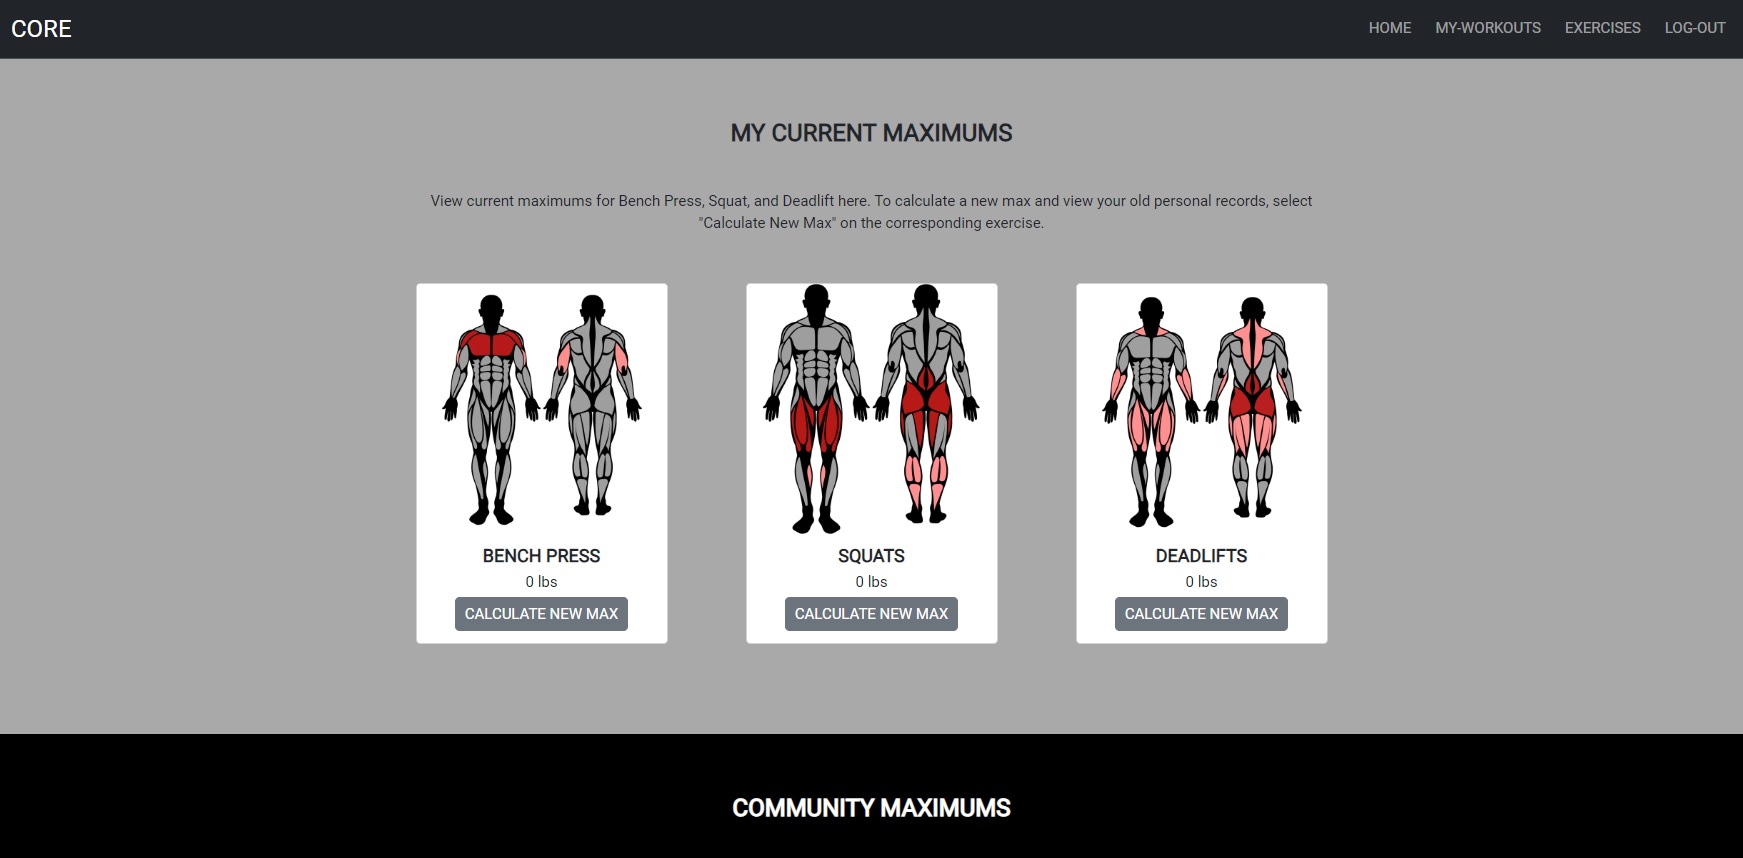 CORE
HOME MY-WORKOUTS EXERCISES LOG-OUT
MY CURRENT MAXIMUMS
View current maximums for Bench Press, Squat, and Deadlift here. To calculate a new max and view your old personal records, select
"Calculate New Max" on the corresponding exercise.
BENCH PRESS
0 lbs
CALCULATE NEW MAX
SQUATS
0 lbs
CALCULATE NEW MAX
DEADLIFTS
0 lbs
CALCULATE NEW MAX
COMMUNITY MAXIMUMS